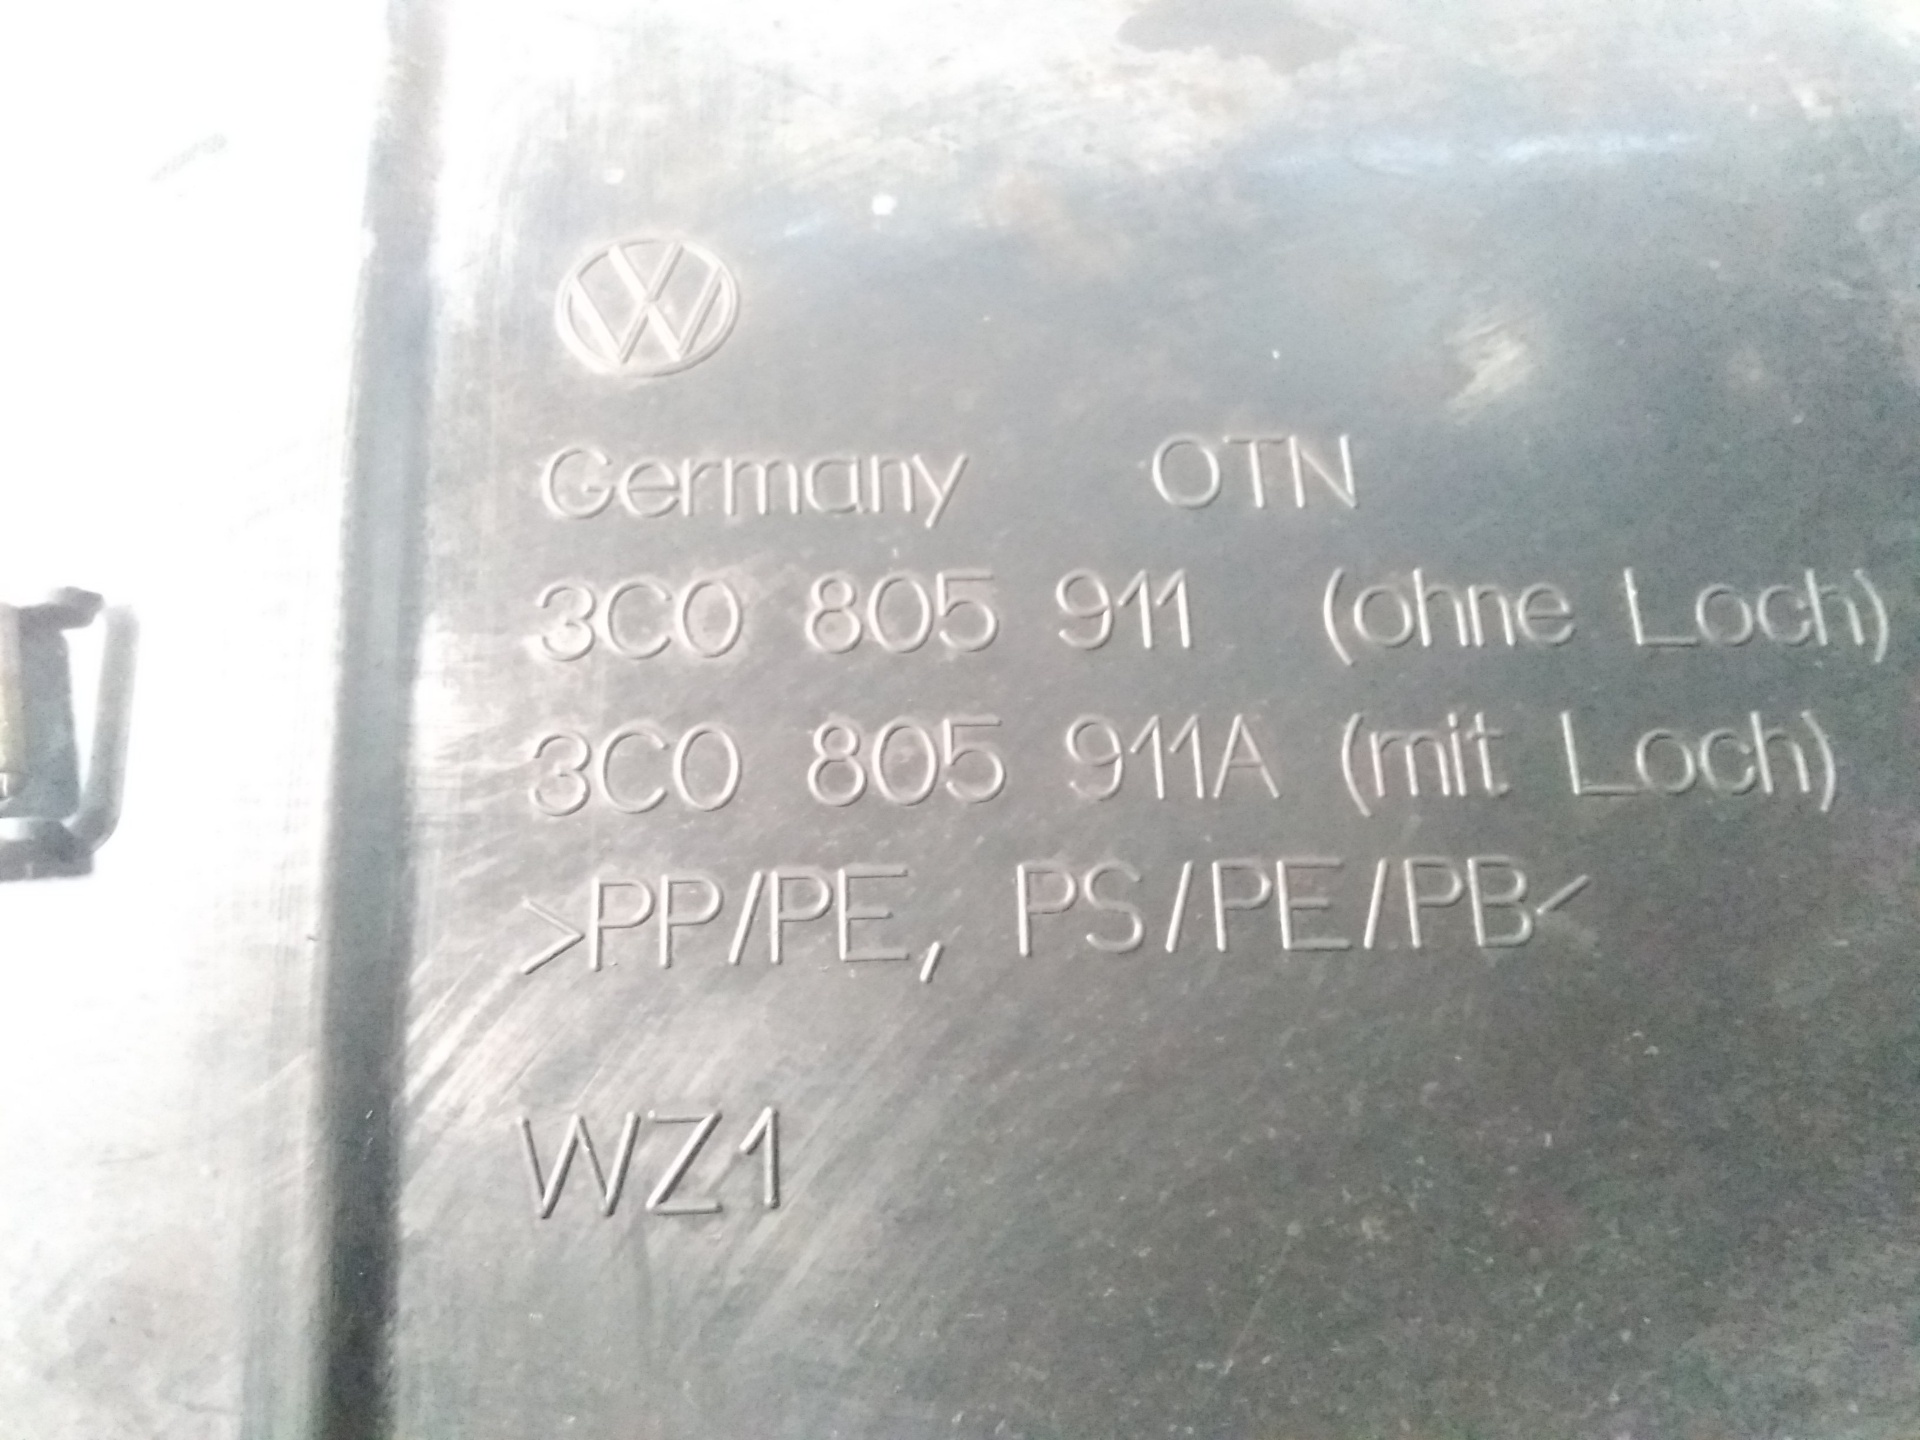 Germany OTN
3C0 805 911 (ohne Loch)
3C0 805 911A (mit Loch)
>PP/PE, PS/PE/PB<
WZ1